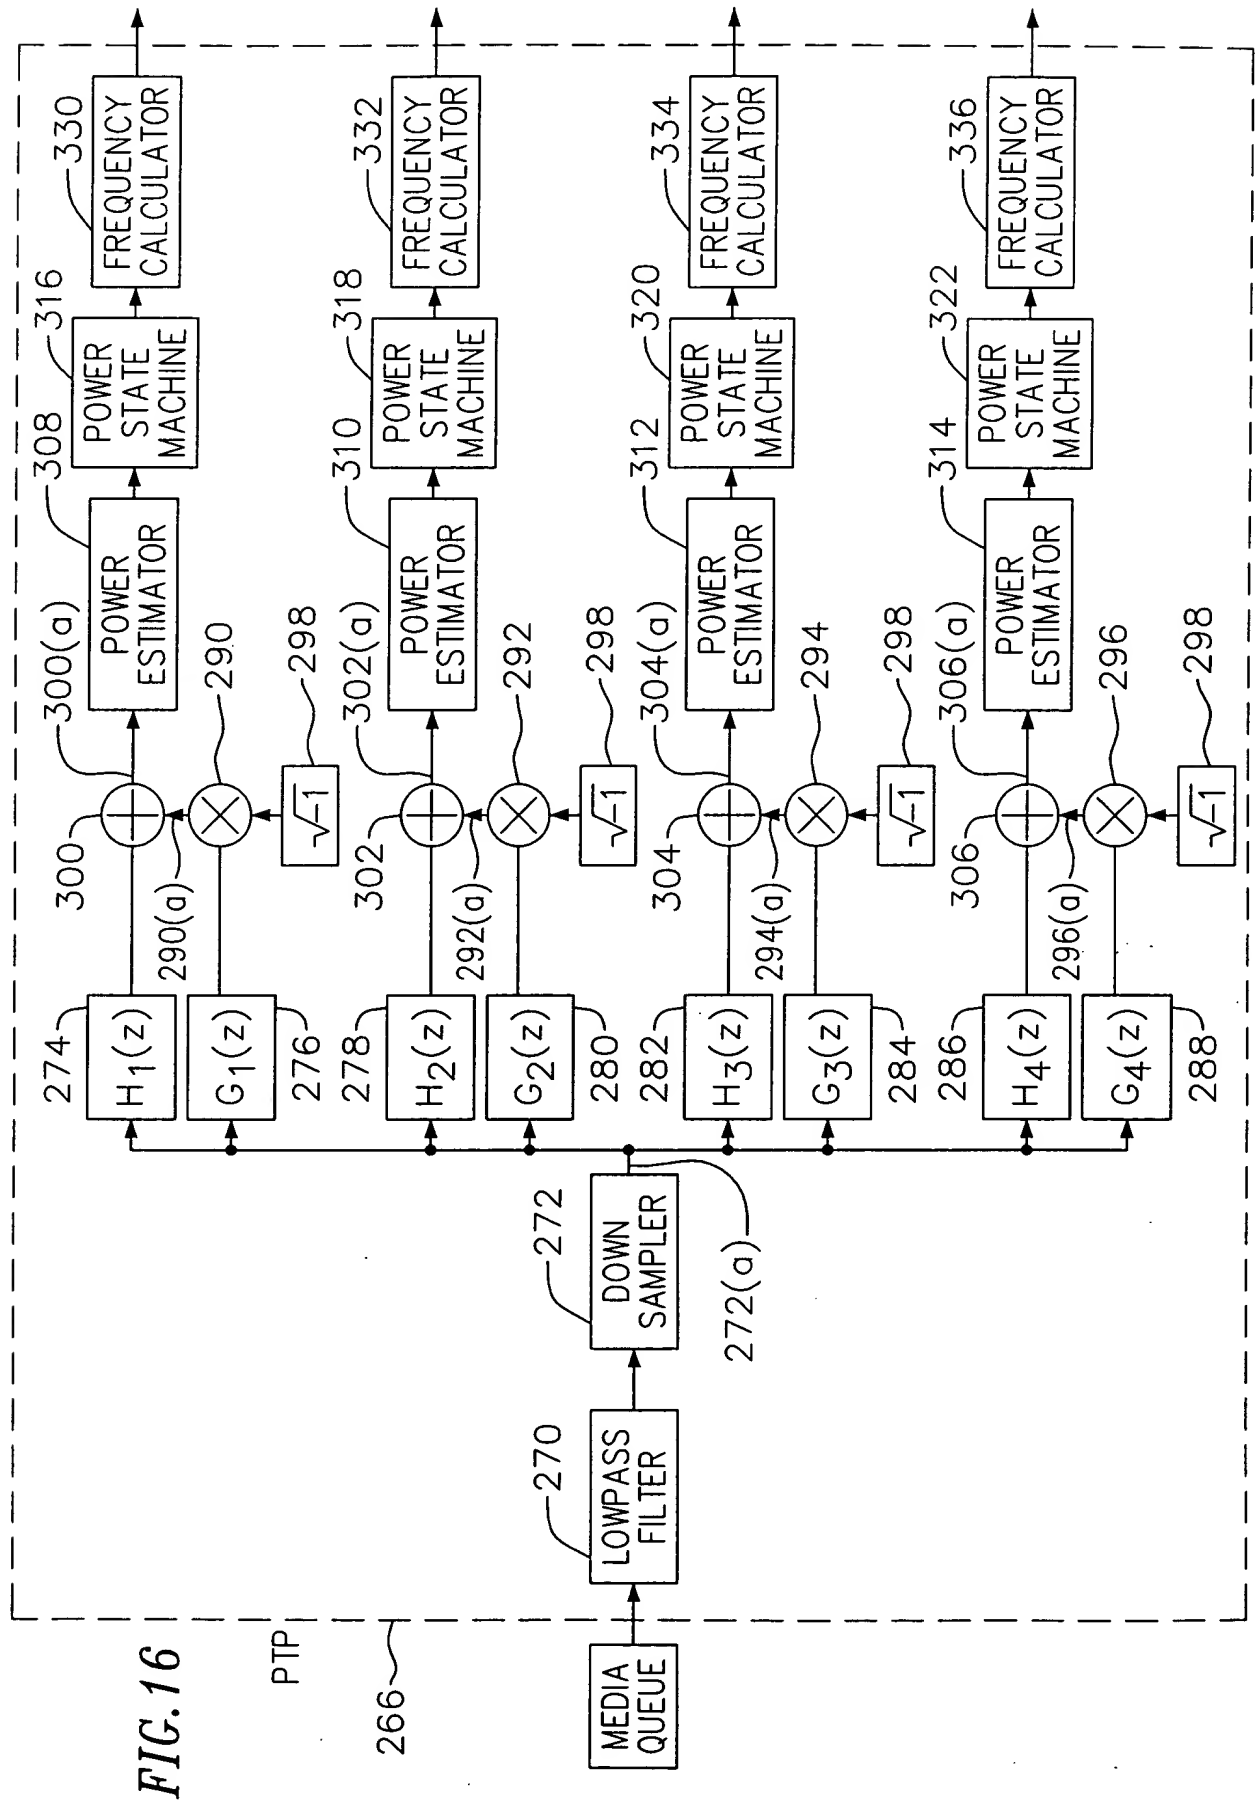 FIG. 16
PTP
266
MEDIA
QUEUE
270
LOWPASS
FILTER
272
DOWN
SAMPLER
272(a)
274
H1(z)
G1(z)
276
278
H2(z)
G2(z)
280
282
H3(z)
G3(z)
284
286
H4(z)
G4(z)
288
300
300(a)
290(a)
290
√-1
298
308
POWER
ESTIMATOR
316
POWER
STATE
MACHINE
330
FREQUENCY
CALCULATOR
302
302(a)
292(a)
292
√-1
298
310
POWER
ESTIMATOR
318
POWER
STATE
MACHINE
332
FREQUENCY
CALCULATOR
304
304(a)
294(a)
294
√-1
298
312
POWER
ESTIMATOR
320
POWER
STATE
MACHINE
334
FREQUENCY
CALCULATOR
306
306(a)
296(a)
296
√-1
298
314
POWER
ESTIMATOR
322
POWER
STATE
MACHINE
336
FREQUENCY
CALCULATOR